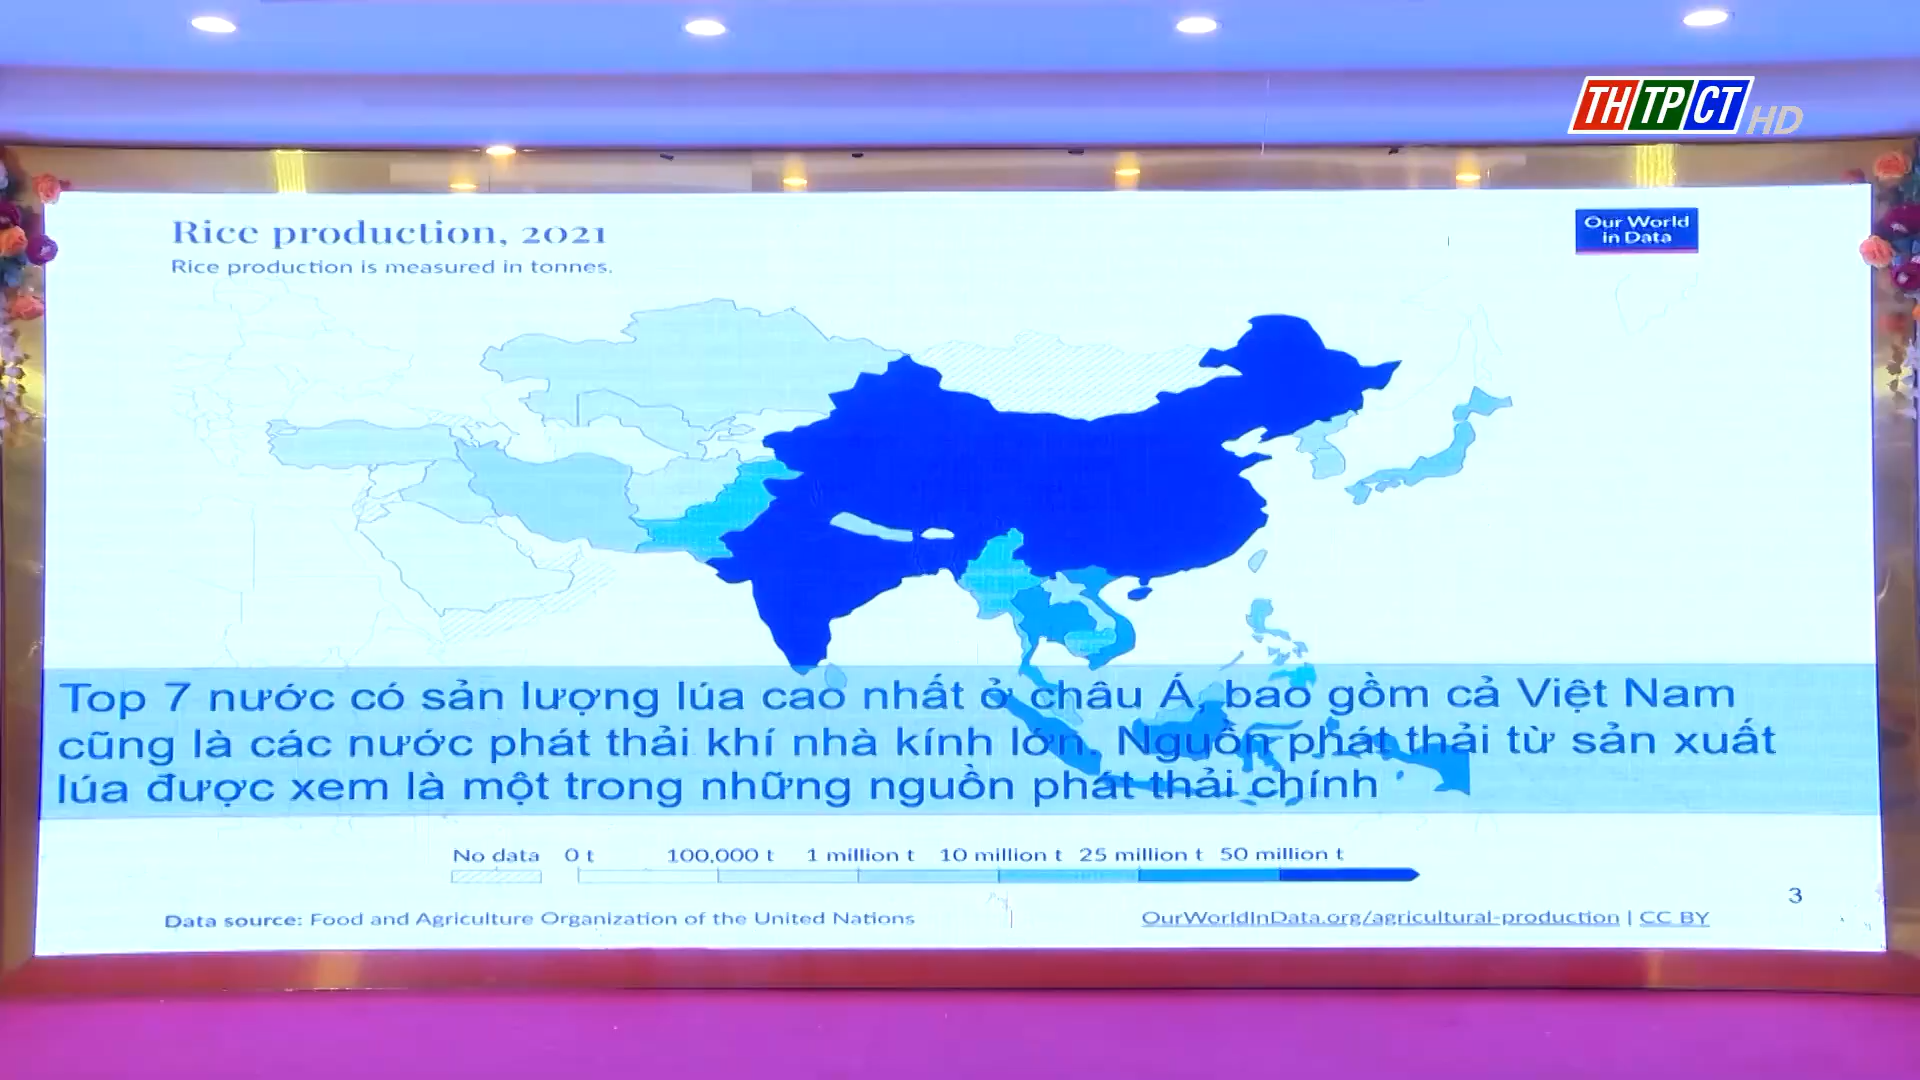 THTPCT HD
Rice production, 2021
Our World
in Data
Rice production is measured in tonnes.
Top 7 nước có sản lượng lúa cao nhất ở châu Á, bao gồm cả Việt Nam
cũng là các nước phát thải khí nhà kính lớn. Nguồn phát thải từ sản xuất
lúa được xem là một trong những nguồn phát thải chính
No data 0 t 100,000 t 1 million t 10 million t 25 million t 50 million t
3
Data source: Food and Agriculture Organization of the United Nations
OurWorldInData.org/agricultural-production | CC BY